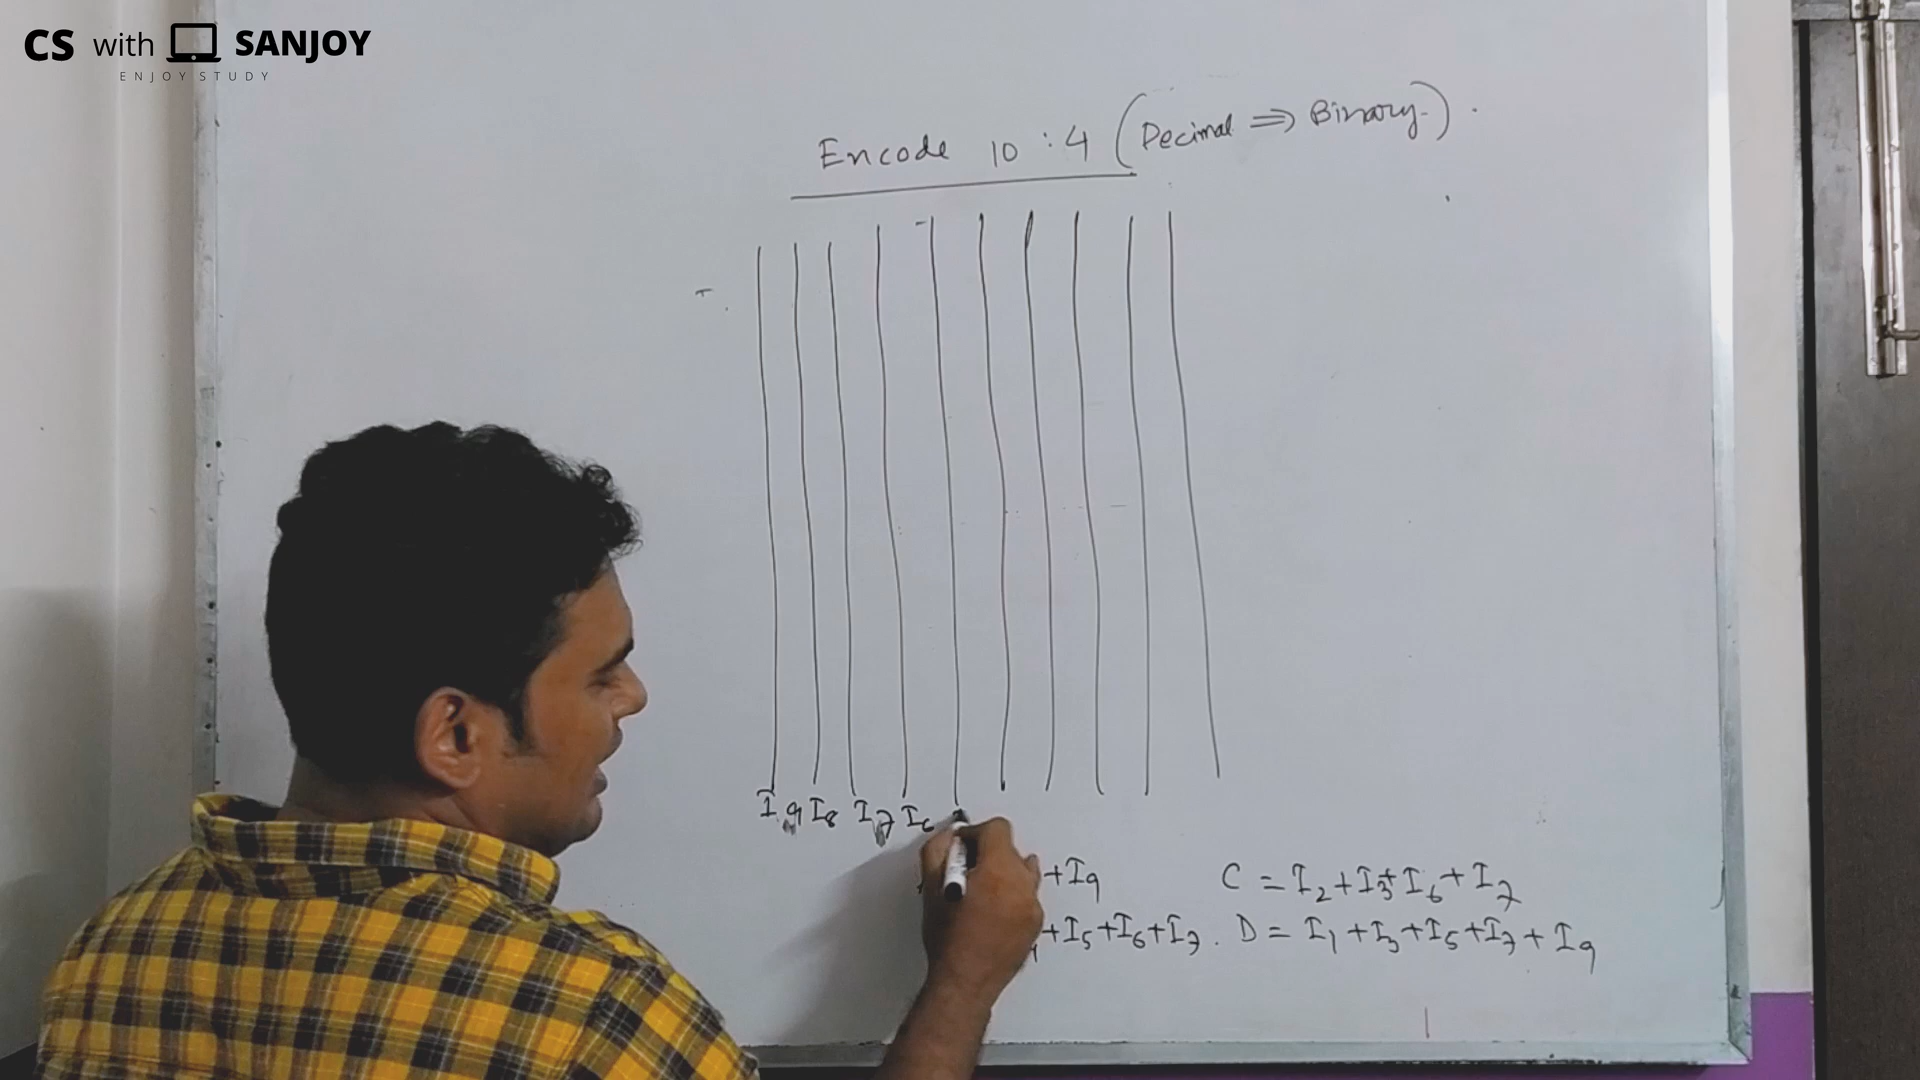 CS with SANJOY
ENJOY STUDY
Encode 10 : 4 (Decimal ⇒ Binary)
I9 I8 I7 I6
+I9
C = I2+I3+I6+I7
+I5+I6+I7. D = I1+I3+I5+I7+I9